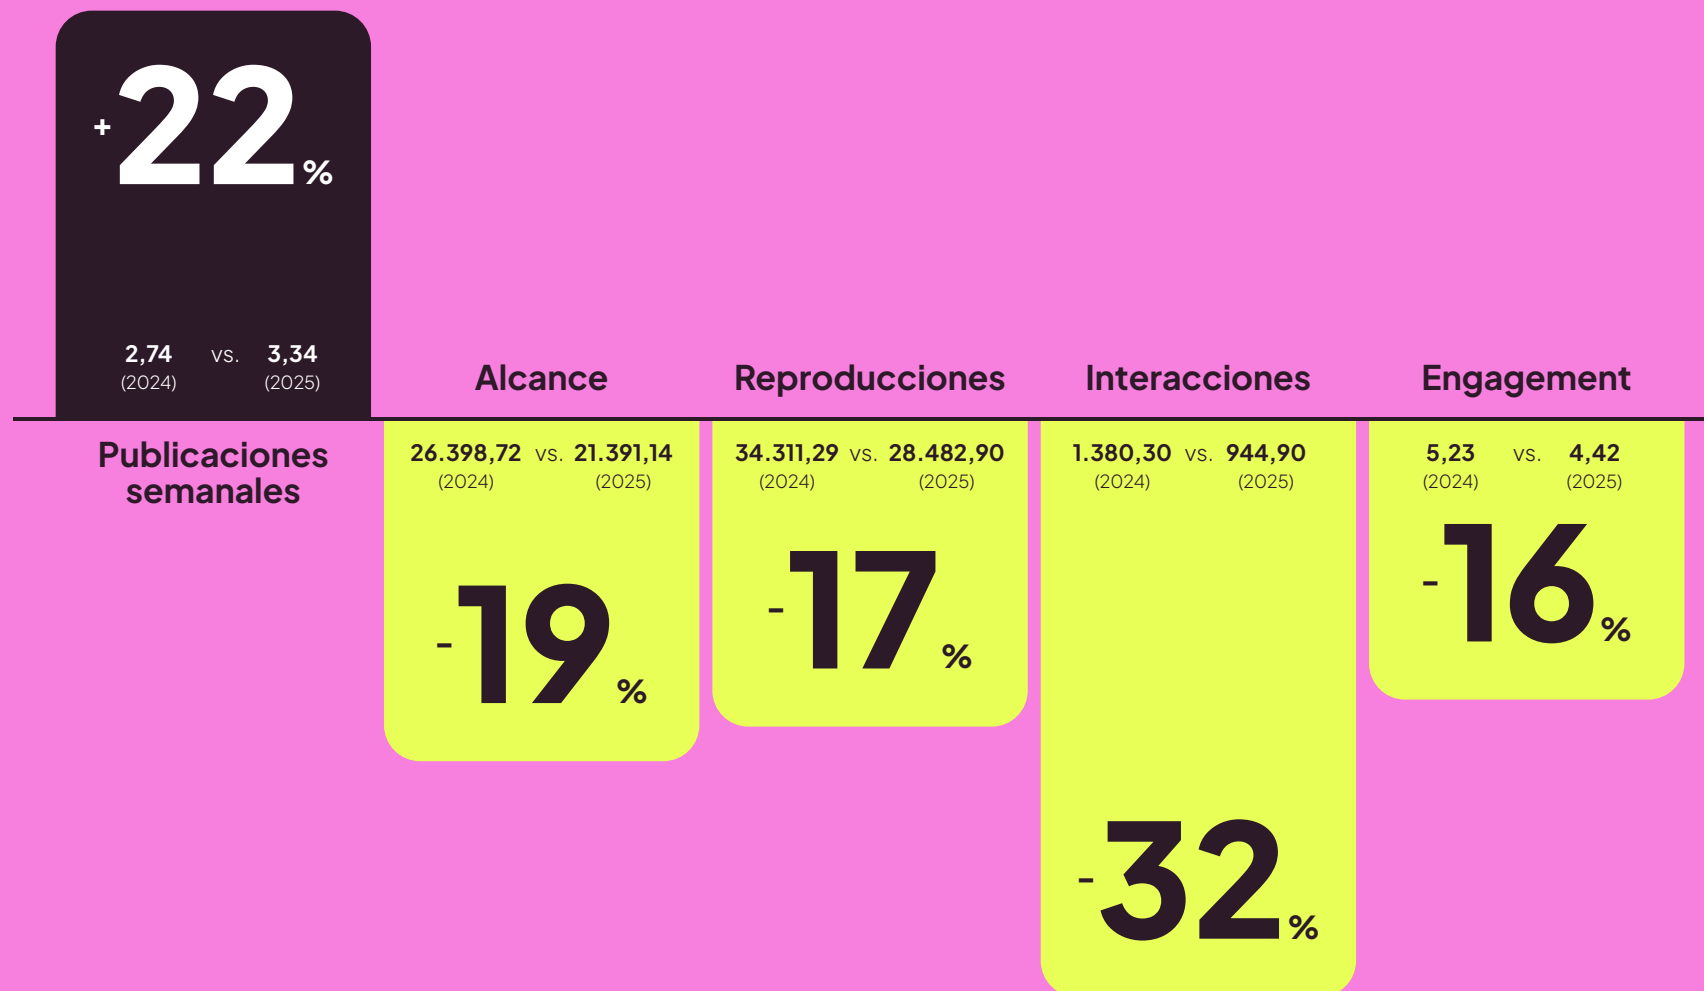 +22%
2,74 vs. 3,34
(2024) (2025)
Publicaciones
semanales
Alcance
26.398,72 vs. 21.391,14
(2024) (2025)
-19%
Reproducciones
34.311,29 vs. 28.482,90
(2024) (2025)
-17%
Interacciones
1.380,30 vs. 944,90
(2024) (2025)
-32%
Engagement
5,23 vs. 4,42
(2024) (2025)
-16%